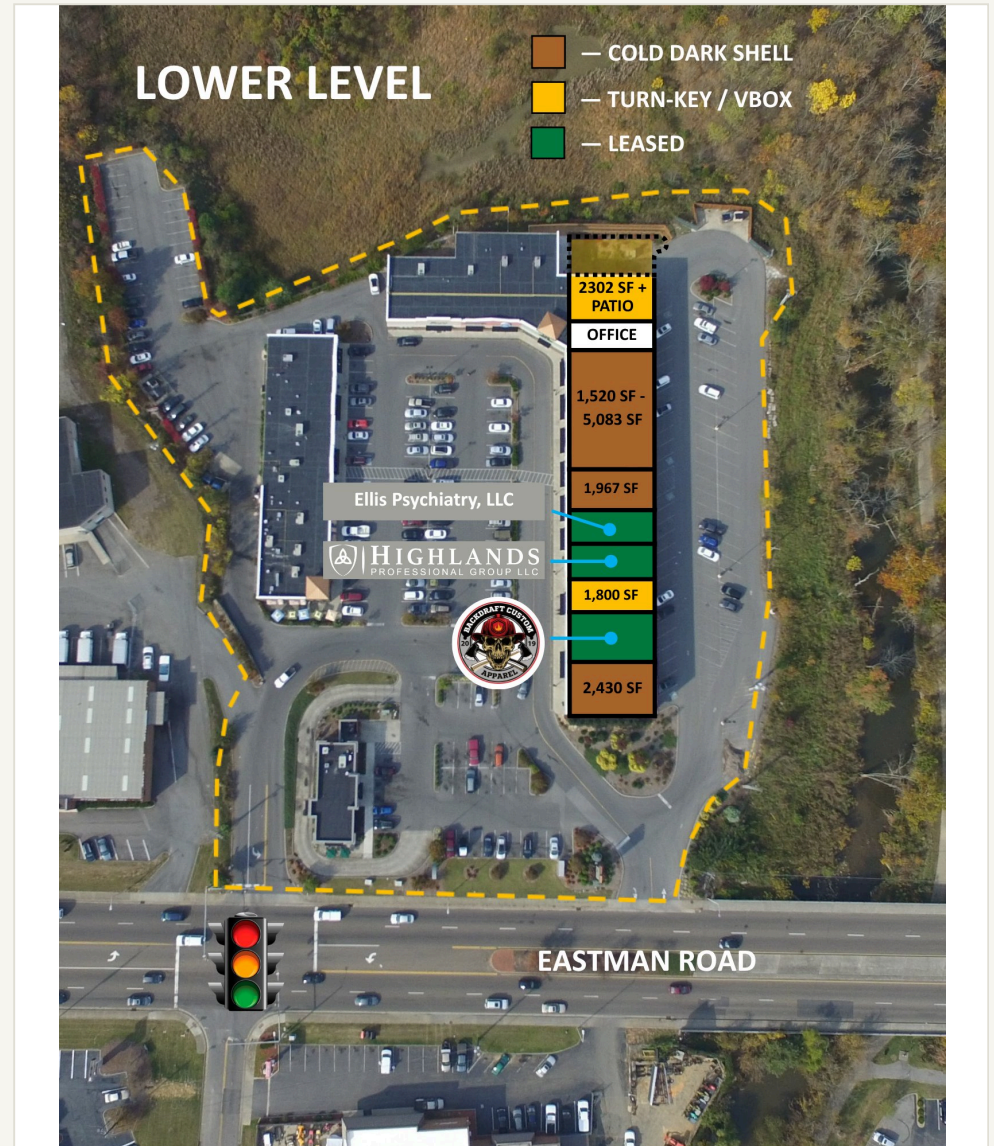 LOWER LEVEL
— COLD DARK SHELL
— TURN-KEY / VBOX
— LEASED
2302 SF +
PATIO
OFFICE
1,520 SF -
5,083 SF
1,967 SF
Ellis Psychiatry, LLC
HIGHLANDS
PROFESSIONAL GROUP LLC
1,800 SF
BACKDRAFT CUSTOM
20 19
APPAREL
2,430 SF
EASTMAN ROAD